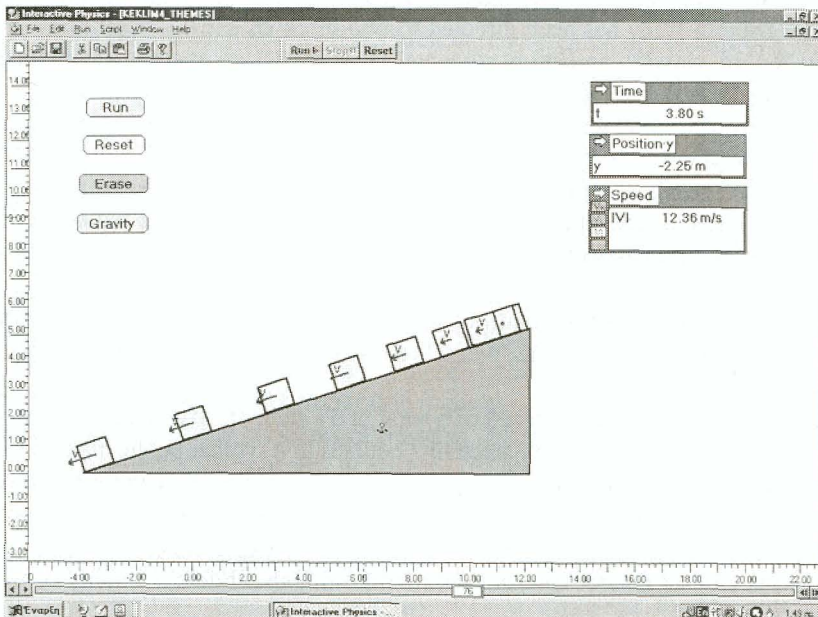 Interactive Physics - [KEKLIM4_THEMES]
File Edit Run Script Window Help
Run Stop Reset
14.00
13.00
12.00
11.00
10.00
9.00
8.00
7.00
6.00
5.00
4.00
3.00
2.00
1.00
0.00
-1.00
-2.00
-3.00
Run
Reset
Erase
Gravity
Time
t 3.80 s
Position y
y -2.25 m
Speed
|V| 12.36 m/s
V V V V V V V V
-4.00 -2.00 0.00 2.00 4.00 6.00 8.00 10.00 12.00 14.00 16.00 18.00 20.00 22.00
76
Έναρξη
Interactive Physics - ...
En
1:43